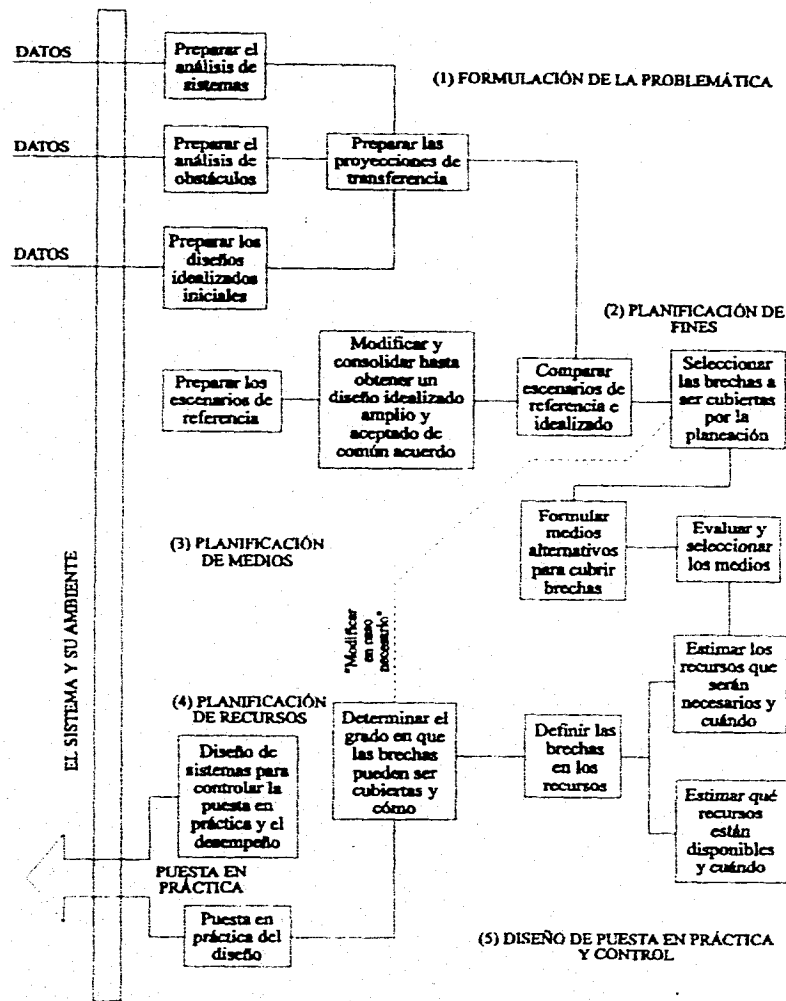 DATOS
Preparar el
análisis de
sistemas
(1) FORMULACIÓN DE LA PROBLEMÁTICA
DATOS
Preparar el
análisis de
obstáculos
Preparar las
proyecciones de
transferencia
DATOS
Preparar los
diseños
idealizados
iniciales
(2) PLANIFICACIÓN DE
FINES
Preparar los
escenarios de
referencia
Modificar y
consolidar hasta
obtener un
diseño idealizado
amplio y
aceptado de
común acuerdo
Comparar
escenarios de
referencia e
idealizado
Seleccionar
las brechas a
ser cubiertas
por la
planeación
(3) PLANIFICACIÓN
DE MEDIOS
Formular
medios
alternativos
para cubrir
brechas
Evaluar y
seleccionar
los medios
"Modificar
en caso
necesario"
EL SISTEMA Y SU AMBIENTE
(4) PLANIFICACIÓN
DE RECURSOS
Diseño de
sistemas para
controlar la
puesta en
práctica y el
desempeño
Determinar el
grado en que
las brechas
pueden ser
cubiertas y
cómo
Definir las
brechas
en los
recursos
Estimar los
recursos que
serán
necesarios y
cuándo
Estimar qué
recursos
están
disponibles
y cuándo
PUESTA EN
PRÁCTICA
Puesta en
práctica del
diseño
(5) DISEÑO DE PUESTA EN PRÁCTICA
Y CONTROL